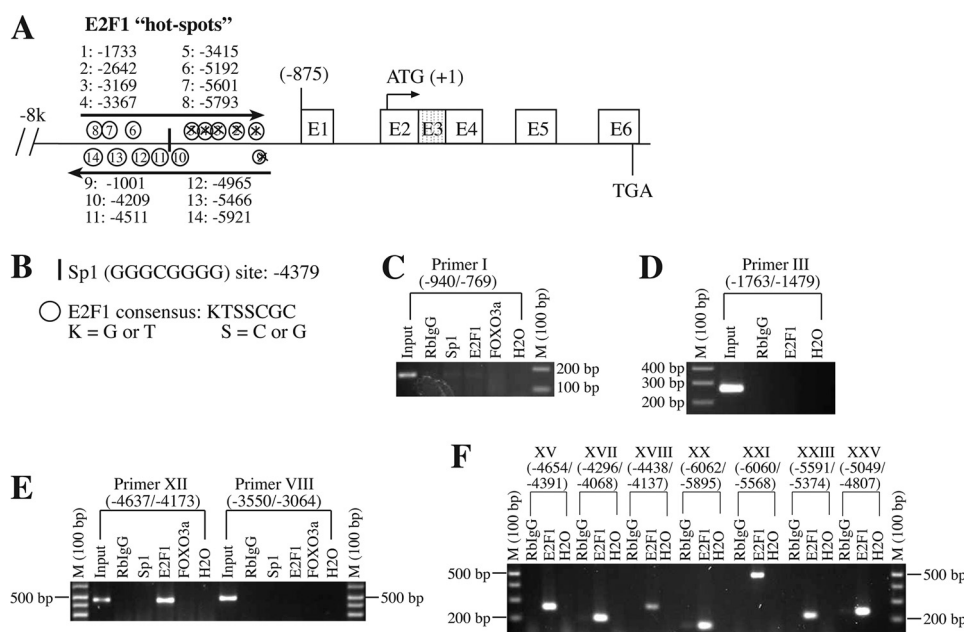 A
E2F1 “hot-spots”
1: -1733 5: -3415
2: -2642 6: -5192
3: -3169 7: -5601
4: -3367 8: -5793
(-875)
ATG (+1)
-8k
8 7 6
E1 E2 E3 E4 E5 E6
14 13 12 11 10
TGA
9: -1001 12: -4965
10: -4209 13: -5466
11: -4511 14: -5921
B
Sp1 (GGGCGGGG) site: -4379
E2F1 consensus: KTSSCGC
K = G or T S = C or G
C
Primer I
(-940/-769)
Input RbIgG Sp1 E2F1 FOXO3a H2O M (100 bp)
200 bp
100 bp
D
Primer III
(-1763/-1479)
M (100 bp) Input RbIgG E2F1 H2O
400 bp
300 bp
200 bp
E
Primer XII Primer VIII
(-4637/-4173) (-3550/-3064)
M (100 bp) Input RbIgG Sp1 E2F1 FOXO3a H2O Input RbIgG Sp1 E2F1 FOXO3a H2O M (100 bp)
500 bp 500 bp
F
XV XVII XVIII XX XXI XXIII XXV
(-4654/ (-4296/ (-4438/ (-6062/ (-6060/ (-5591/ (-5049/
-4391) -4068) -4137) -5895) -5568) -5374) -4807)
M (100 bp) RbIgG E2F1 H2O RbIgG E2F1 H2O RbIgG E2F1 H2O RbIgG E2F1 H2O RbIgG E2F1 H2O RbIgG E2F1 H2O RbIgG E2F1 H2O M (100 bp)
500 bp 500 bp
200 bp 200 bp